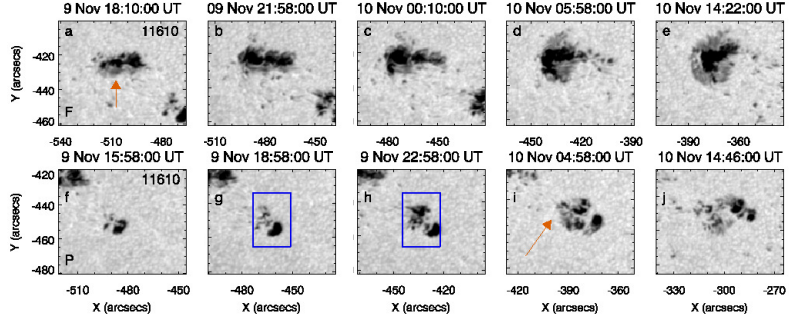 9 Nov 18:10:00 UT 09 Nov 21:58:00 UT 10 Nov 00:10:00 UT 10 Nov 05:58:00 UT 10 Nov 14:22:00 UT
a 11610 b c d e
-420
-440
-460
Y (arcsecs)
F
-540 -510 -480 -500 -470 -440 -480 -450 -430 -410 -390 -390 -360
9 Nov 15:58:00 UT 9 Nov 18:58:00 UT 9 Nov 22:58:00 UT 10 Nov 04:58:00 UT 10 Nov 14:46:00 UT
f 11610 g h i j
-420
-440
-460
-480
Y (arcsecs)
P
-510 -480 -450 -480 -450 -450 -420 -420 -390 -360 -330 -300 -270
X (arcsecs) X (arcsecs) X (arcsecs) X (arcsecs) X (arcsecs)